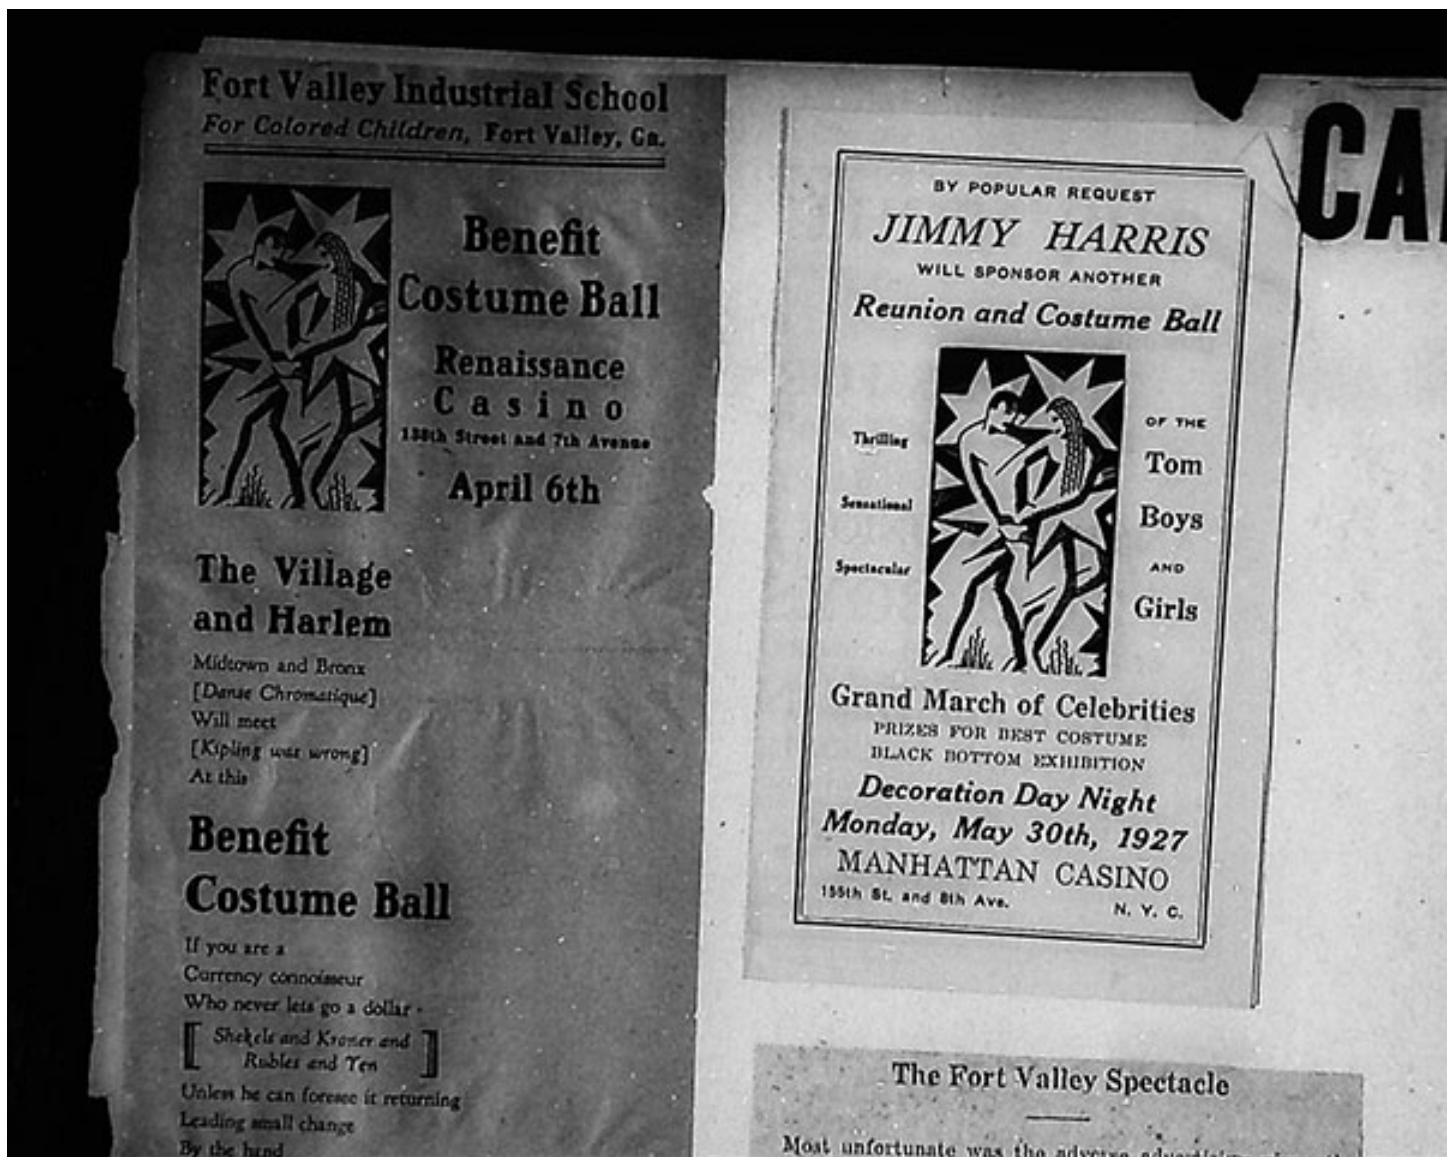 Fort Valley Industrial School
For Colored Children, Fort Valley, Ga.
Benefit
Costume Ball
Renaissance
Casino
138th Street and 7th Avenue
April 6th
The Village
and Harlem
Midtown and Bronx
[Danse Chromatique]
Will meet
[Kipling was wrong]
At this
Benefit
Costume Ball
If you are a
Currency connoisseur
Who never lets go a dollar -
[Shekels and Kroner and
Rubles and Yen]
Unless he can foresee it returning
Leading small change
By the hand
BY POPULAR REQUEST
JIMMY HARRIS
WILL SPONSOR ANOTHER
Reunion and Costume Ball
Thrilling
Sensational
Spectacular
OF THE
Tom
Boys
AND
Girls
Grand March of Celebrities
PRIZES FOR BEST COSTUME
BLACK BOTTOM EXHIBITION
Decoration Day Night
Monday, May 30th, 1927
MANHATTAN CASINO
155th St. and 8th Ave.
N. Y. C.
CA
The Fort Valley Spectacle
Most unfortunate was the adverse